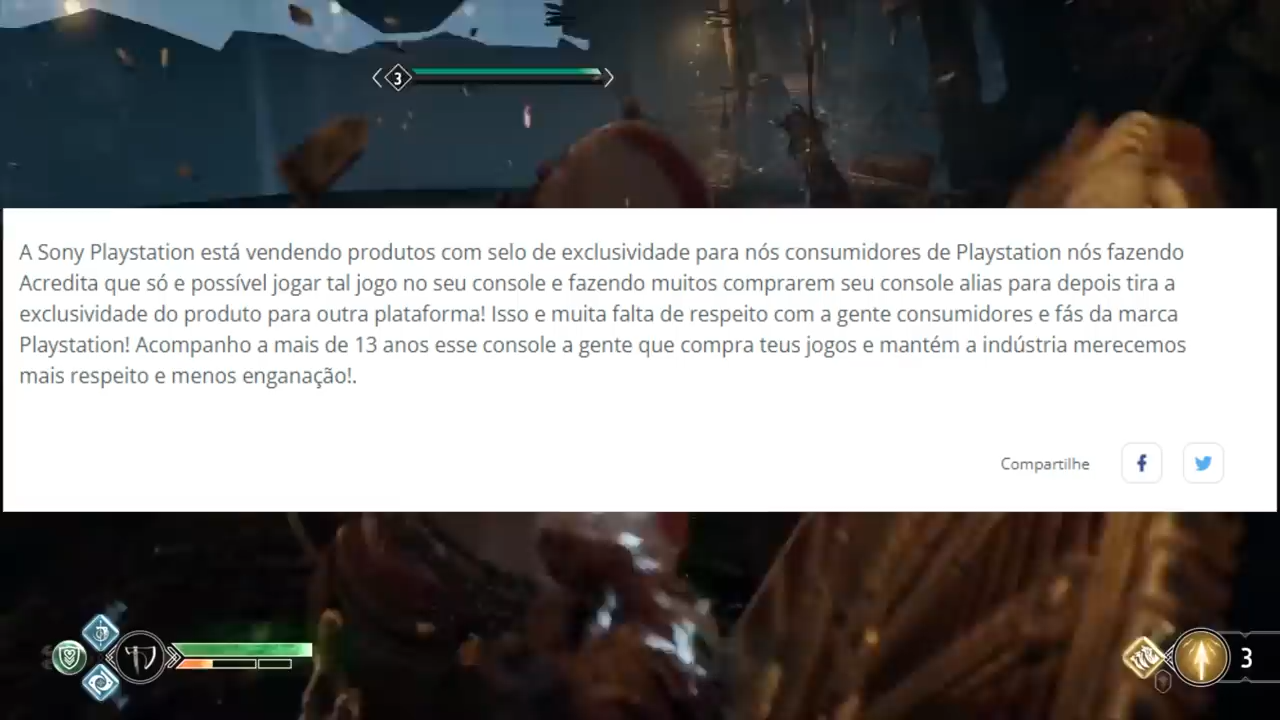 3
A Sony Playstation está vendendo produtos com selo de exclusividade para nós consumidores de Playstation nós fazendo
Acredita que só e possível jogar tal jogo no seu console e fazendo muitos comprarem seu console alias para depois tira a
exclusividade do produto para outra plataforma! Isso e muita falta de respeito com a gente consumidores e fás da marca
Playstation! Acompanho a mais de 13 anos esse console a gente que compra teus jogos e mantém a indústria merecemos
mais respeito e menos enganação!.
Compartilhe
3